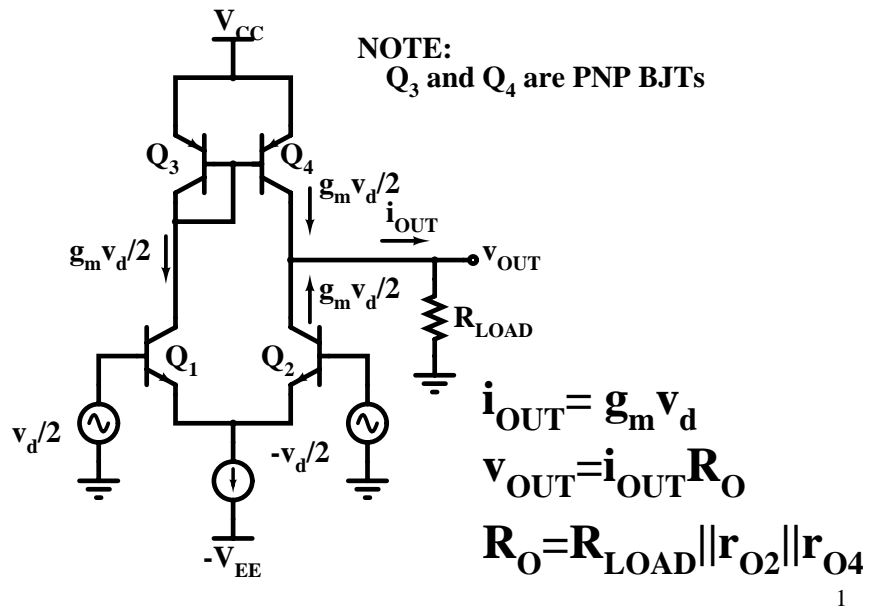 V_CC
NOTE:
Q_3 and Q_4 are PNP BJTs
Q_3
Q_4
g_m v_d/2
i_OUT
g_m v_d/2
v_OUT
g_m v_d/2
R_LOAD
Q_1
Q_2
v_d/2
-v_d/2
-V_EE
i_OUT= g_m v_d
v_OUT=i_OUT R_O
R_O=R_LOAD||r_O2||r_O4
1